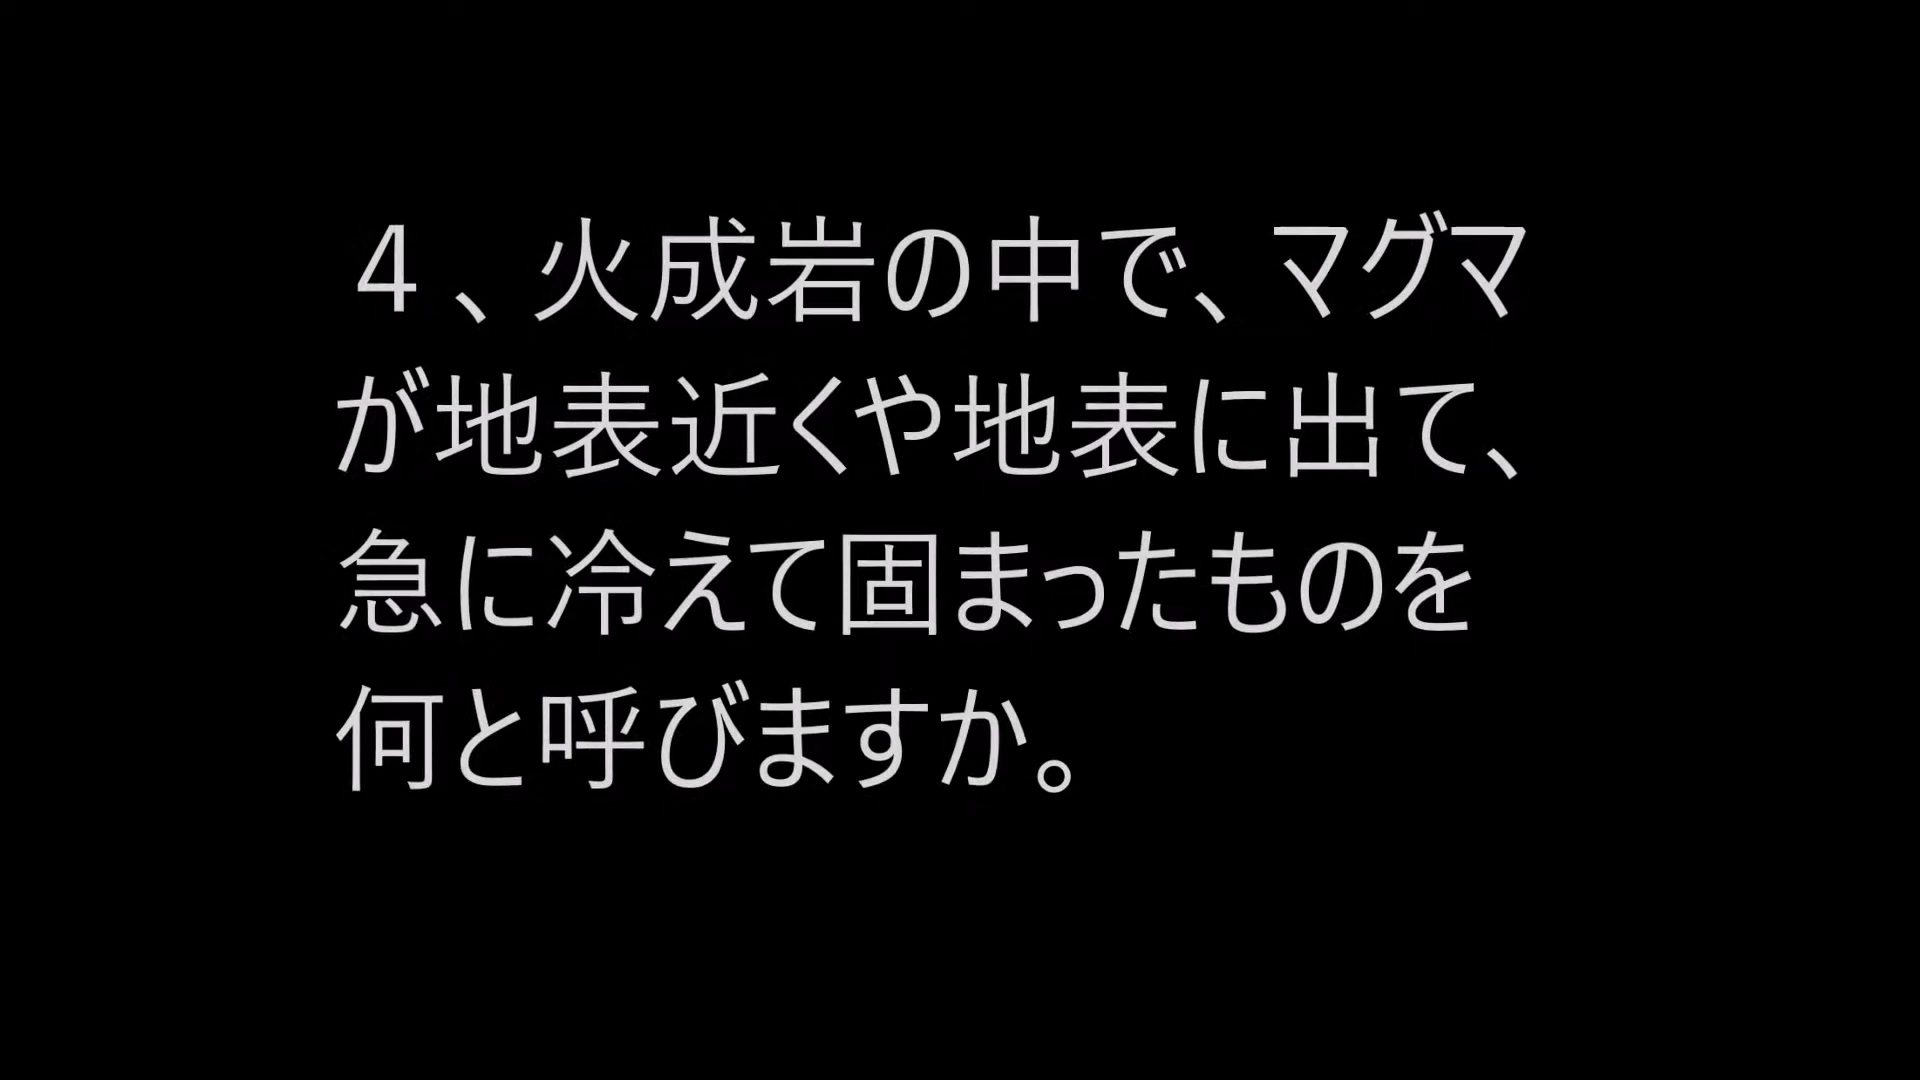 ４、火成岩の中で、マグマ
が地表近くや地表に出て、
急に冷えて固まったものを
何と呼びますか。